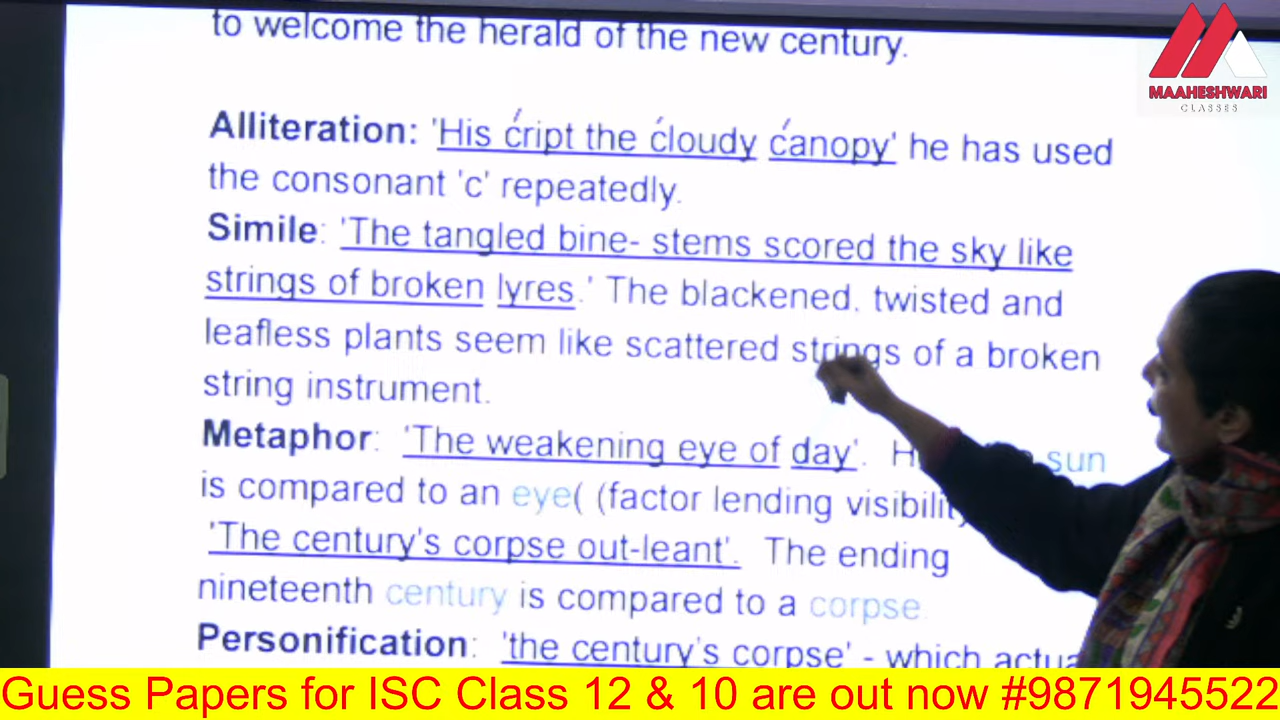 to welcome the herald of the new century.
MAAHESHWARI
CLASSES
Alliteration: 'His cript the cloudy canopy' he has used
the consonant 'c' repeatedly.
Simile: 'The tangled bine- stems scored the sky like
strings of broken lyres.' The blackened, twisted and
leafless plants seem like scattered strings of a broken
string instrument.
Metaphor: 'The weakening eye of day'. sun
is compared to an eye( (factor lending
'The century's corpse out-leant'. The ending
nineteenth century is compared to a corpse.
Personification: 'the century's corpse' - which
Guess Papers for ISC Class 12 & 10 are out now #9871945522